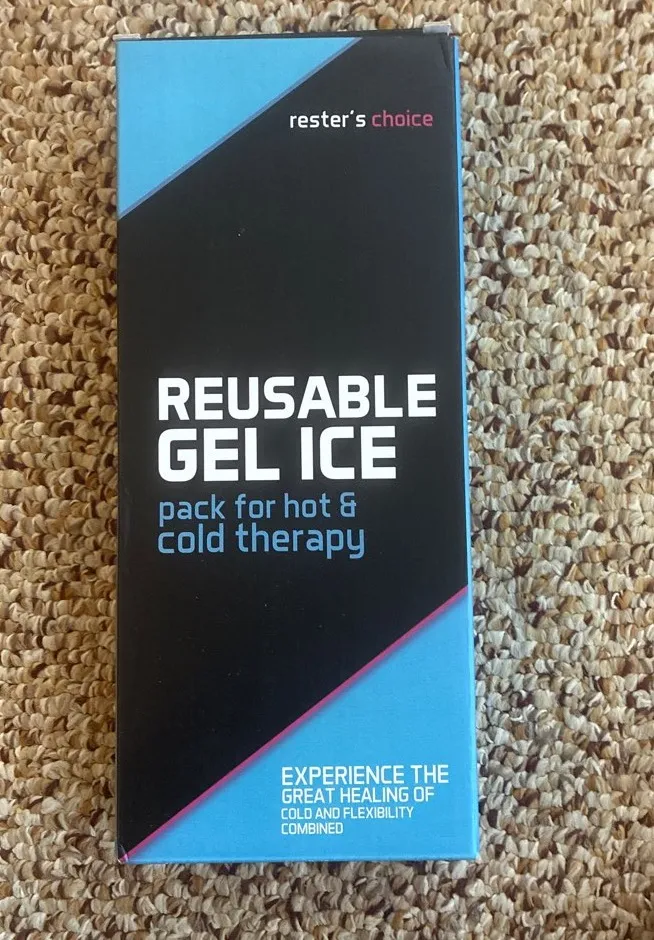 rester's choice
REUSABLE
GEL ICE
pack for hot &
cold therapy
EXPERIENCE THE
GREAT HEALING OF
COLD AND FLEXIBILITY
COMBINED